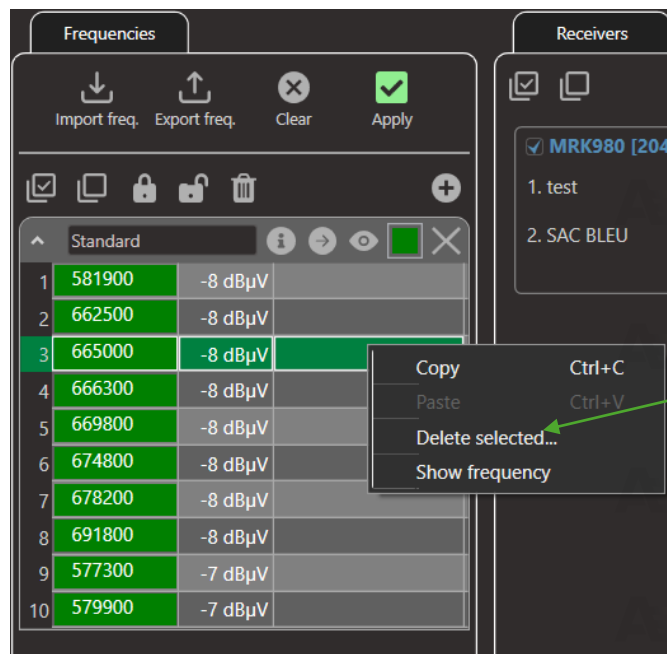 Frequencies
Receivers
Import freq. Export freq. Clear Apply
MRK980 [204
1. test
2. SAC BLEU
Standard
1 581900 -8 dBµV
2 662500 -8 dBµV
3 665000 -8 dBµV
4 666300 -8 dBµV
5 669800 -8 dBµV
6 674800 -8 dBµV
7 678200 -8 dBµV
8 691800 -8 dBµV
9 577300 -7 dBµV
10 579900 -7 dBµV
Copy Ctrl+C
Paste Ctrl+V
Delete selected...
Show frequency